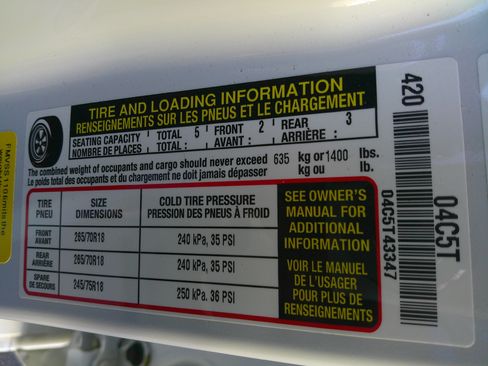 TIRE AND LOADING INFORMATION
RENSEIGNEMENTS SUR LES PNEUS ET LE CHARGEMENT
SEATING CAPACITY TOTAL: 5 FRONT 2 REAR 3
NOMBRE DE PLACES TOTAL: AVANT: ARRIÈRE:
The combined weight of occupants and cargo should never exceed 635 kg or 1400 lbs.
Le poids total des occupants et du chargement ne doit jamais dépasser kg ou lb.
TIRE SIZE COLD TIRE PRESSURE
PNEU DIMENSIONS PRESSION DES PNEUS À FROID
FRONT
AVANT 265/70R18 240 kPa, 35 PSI
REAR
ARRIÈRE 265/70R18 240 kPa, 35 PSI
SPARE
DE SECOURS 245/75R18 250 kPa. 36 PSI
SEE OWNER'S
MANUAL FOR
ADDITIONAL
INFORMATION
VOIR LE MANUEL
DE L'USAGER
POUR PLUS DE
RENSEIGNEMENTS
420
04C5T43347
04C5T
FMVSS 110